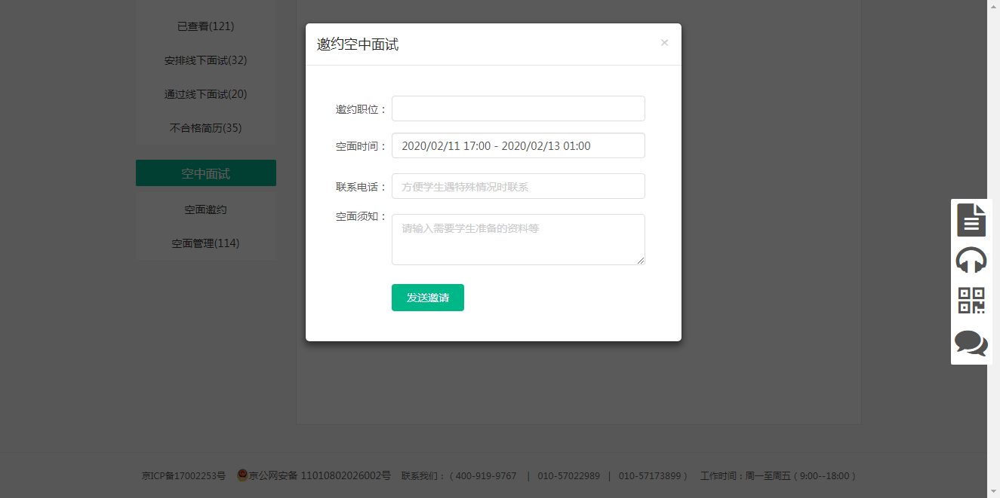 已查看(121)
安排线下面试(32)
通过线下面试(20)
不合格简历(35)
空中面试
空面邀约
空面管理(114)
邀约空中面试
×
邀约职位：
空面时间： 2020/02/11 17:00 - 2020/02/13 01:00
联系电话： 方便学生遇特殊情况时联系
空面须知： 请输入需要学生准备的资料等
发送邀请
京ICP备17002253号 京公网安备 11010802026002号 联系我们：（ 400-919-9767 | 010-57022989 | 010-57173899 ） 工作时间：周一至周五（ 9:00--18:00 ）